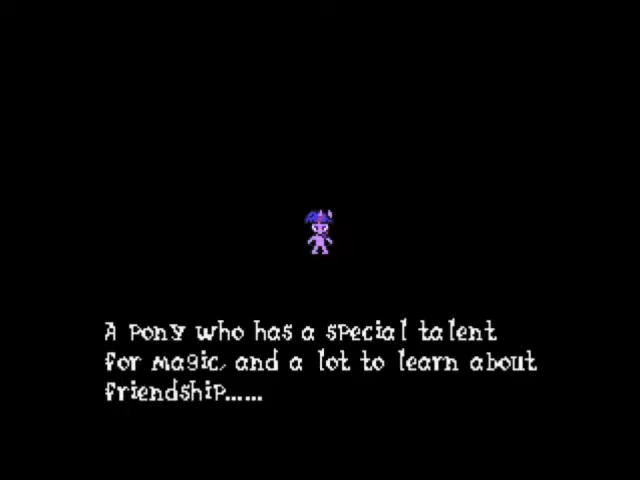 A pony who has a special talent
for magic, and a lot to learn about
friendship......